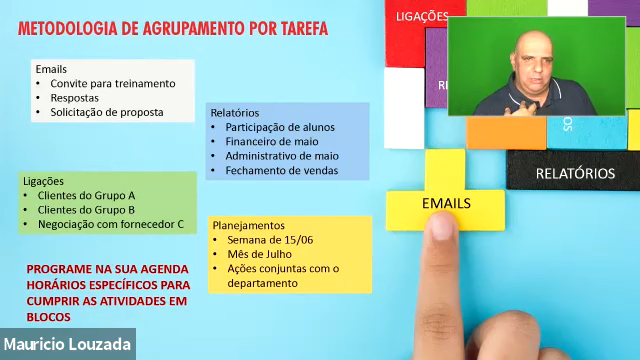 METODOLOGIA DE AGRUPAMENTO POR TAREFA
Emails
• Convite para treinamento
• Respostas
• Solicitação de proposta
Relatórios
• Participação de alunos
• Financeiro de maio
• Administrativo de maio
• Fechamento de vendas
Ligações
• Clientes do Grupo A
• Clientes do Grupo B
• Negociação com fornecedor C
Planejamentos
• Semana de 15/06
• Mês de Julho
• Ações conjuntas com o
departamento
PROGRAME NA SUA AGENDA
HORÁRIOS ESPECÍFICOS PARA
CUMPRIR AS ATIVIDADES EM
BLOCOS
LIGAÇÕES
RELATÓRIOS
EMAILS
Maurício Louzada